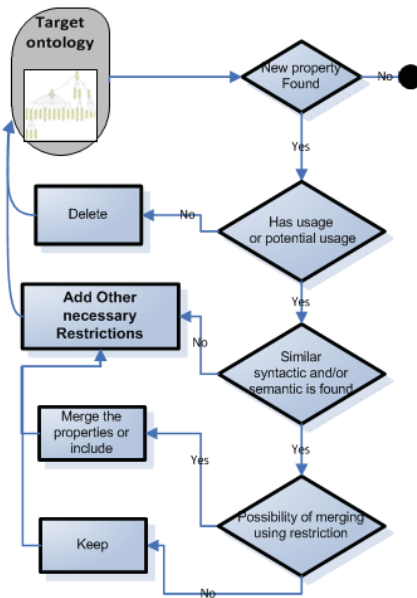 Target
ontology
New property
Found
No
Yes
Has usage
or potential usage
No
Delete
Yes
Add Other
necessary
Restrictions
No
Similar
syntactic and/or
semantic is found
Merge the
properties or
include
Yes
Yes
Possibility of merging
using restriction
Keep
No